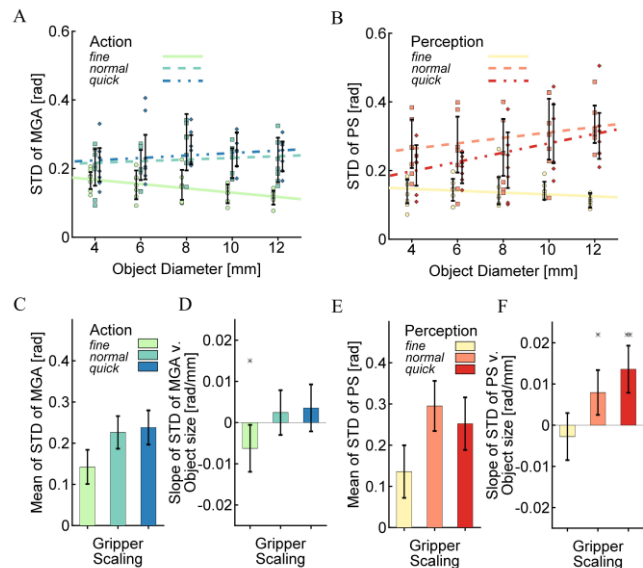 A
Action
fine
normal
quick
STD of MGA [rad]
0.6
0.4
0.2
0
4 6 8 10 12
Object Diameter [mm]
B
Perception
fine
normal
quick
STD of PS [rad]
0.6
0.4
0.2
0
4 6 8 10 12
Object Diameter [mm]
C
Action
fine
normal
quick
Mean of STD of MGA [rad]
0.4
0.3
0.2
0.1
0
Gripper
Scaling
D
Slope of STD of MGA v.
Object size [rad/mm]
0.02
0.01
0
-0.01
-0.02
*
Gripper
Scaling
E
Perception
fine
normal
quick
Mean of STD of PS [rad]
0.4
0.3
0.2
0.1
0
Gripper
Scaling
F
Slope of STD of PS v.
Object size [rad/mm]
0.02
0.01
0
-0.01
-0.02
* **
Gripper
Scaling